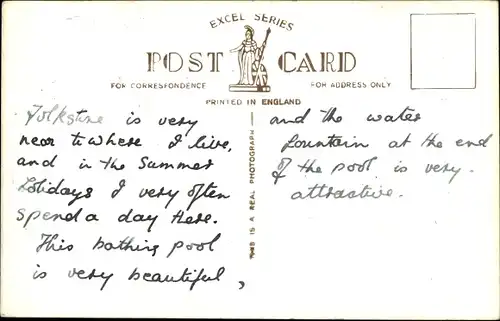 EXCEL SERIES
POST CARD
FOR CORRESPONDENCE
FOR ADDRESS ONLY
PRINTED IN ENGLAND
THIS IS A REAL PHOTOGRAPH
Folkstone is very
near to where I live,
and in the Summer
holidays I very often
spend a day there.
This bathing pool
is very beautiful,
and the water
fountain at the end
of the pool is very
attractive.